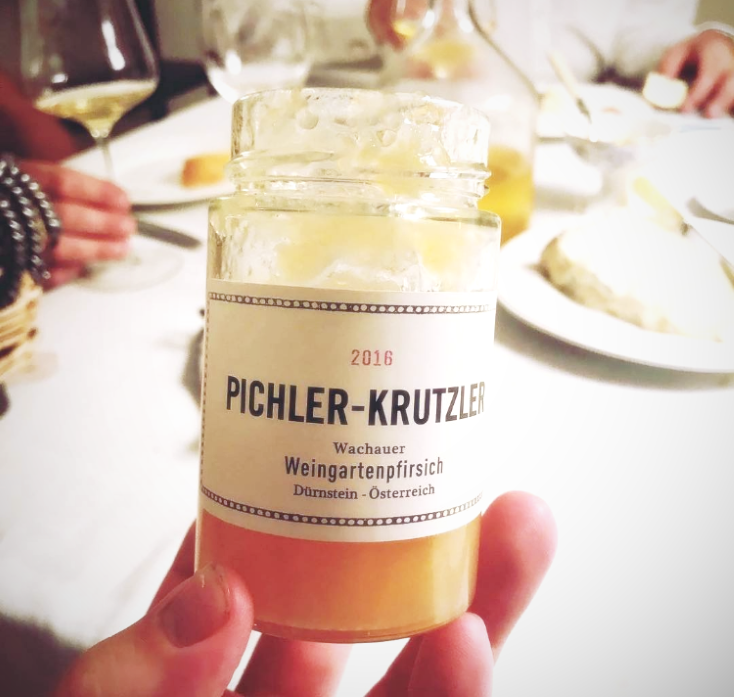 2016
PICHLER-KRUTZLER
Wachauer
Weingartenpfirsich
Dürnstein - Österreich